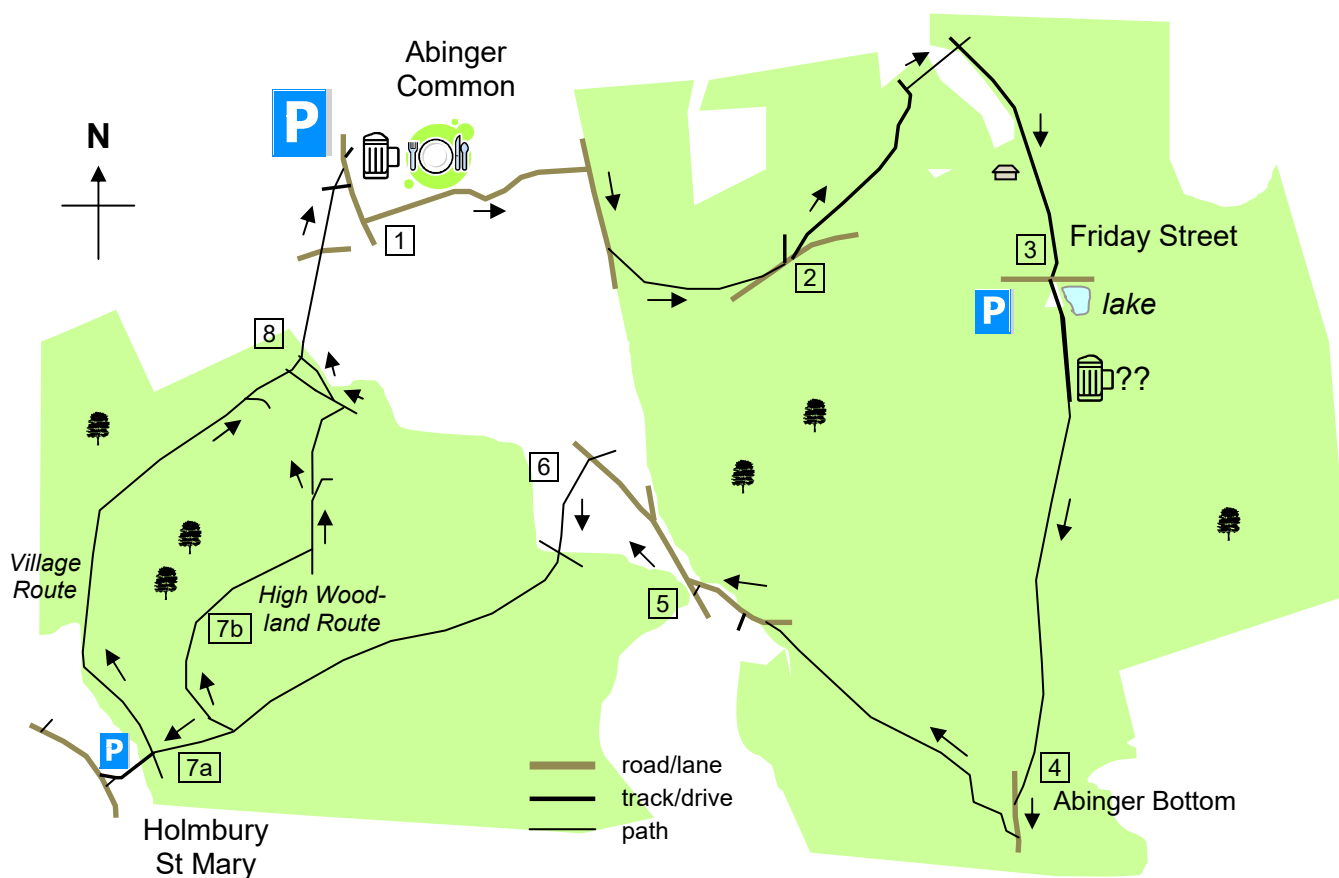 Abinger
Common
P
N
1
2
3
Friday Street
P
lake
??
8
6
Village
Route
High Wood-
land Route
7b
5
P
7a
4
Abinger Bottom
road/lane
track/drive
path
Holmbury
St Mary